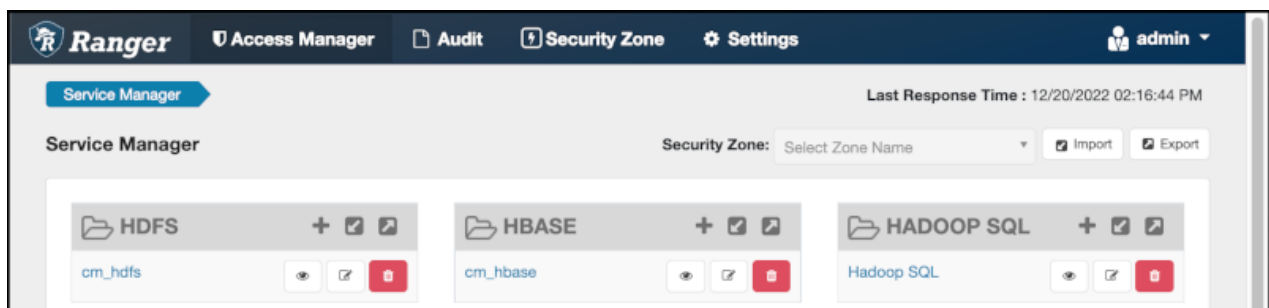 Ranger Access Manager Audit Security Zone Settings admin
Service Manager Last Response Time : 12/20/2022 02:16:44 PM
Service Manager Security Zone: Select Zone Name Import Export
HDFS HBASE HADOOP SQL
cm_hdfs cm_hbase Hadoop SQL